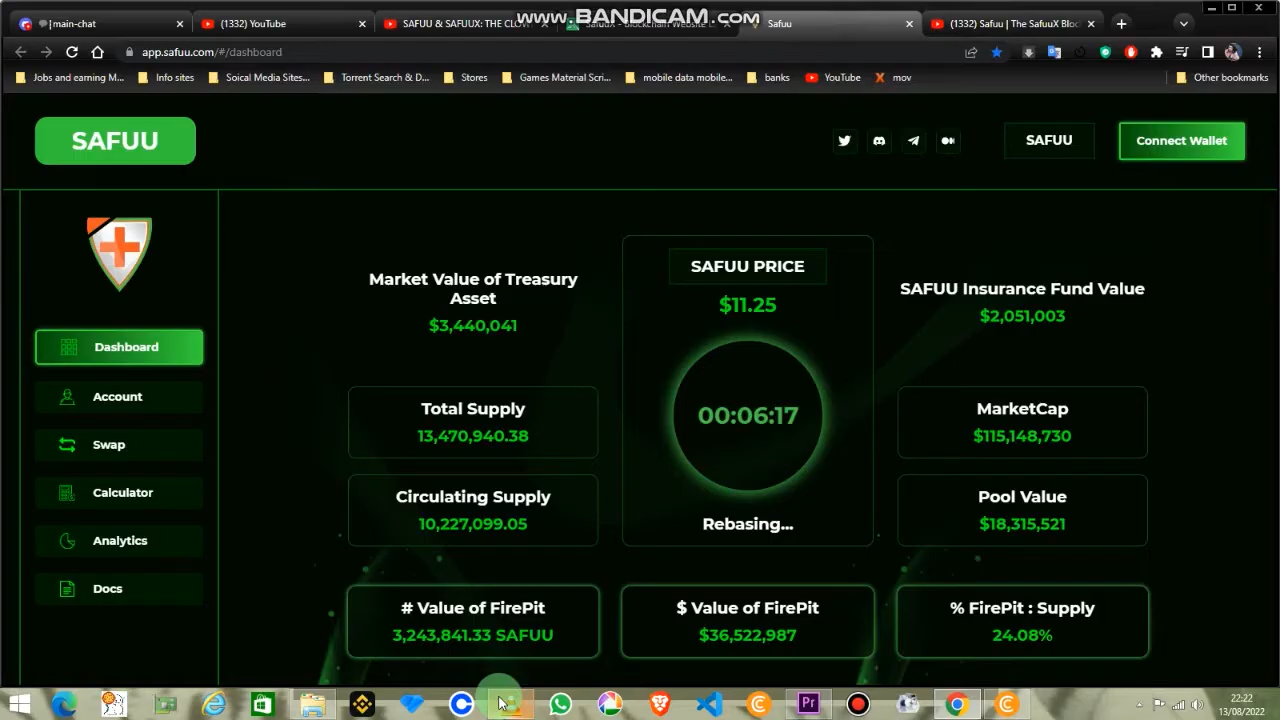 |main-chat
(1332) YouTube
SAFUU & SAFUUX: THE CLOW
SafuuX - Blockchain Website
Safuu
(1332) Safuu | The SafuuX Bloc
www.BANDICAM.com
app.safuu.com/#/dashboard
Jobs and earning M...
Info sites
Soical Media Sites...
Torrent Search & D...
Stores
Games Material Scri...
mobile data mobile...
banks
YouTube
mov
Other bookmarks
SAFUU
SAFUU
Connect Wallet
Dashboard
Account
Swap
Calculator
Analytics
Docs
Market Value of Treasury
Asset
$3,440,041
SAFUU PRICE
$11.25
00:06:17
Rebasing...
SAFUU Insurance Fund Value
$2,051,003
Total Supply
13,470,940.38
MarketCap
$115,148,730
Circulating Supply
10,227,099.05
Pool Value
$18,315,521
# Value of FirePit
3,243,841.33 SAFUU
$ Value of FirePit
$36,522,987
% FirePit : Supply
24.08%
Pr
22:22
13/08/2022